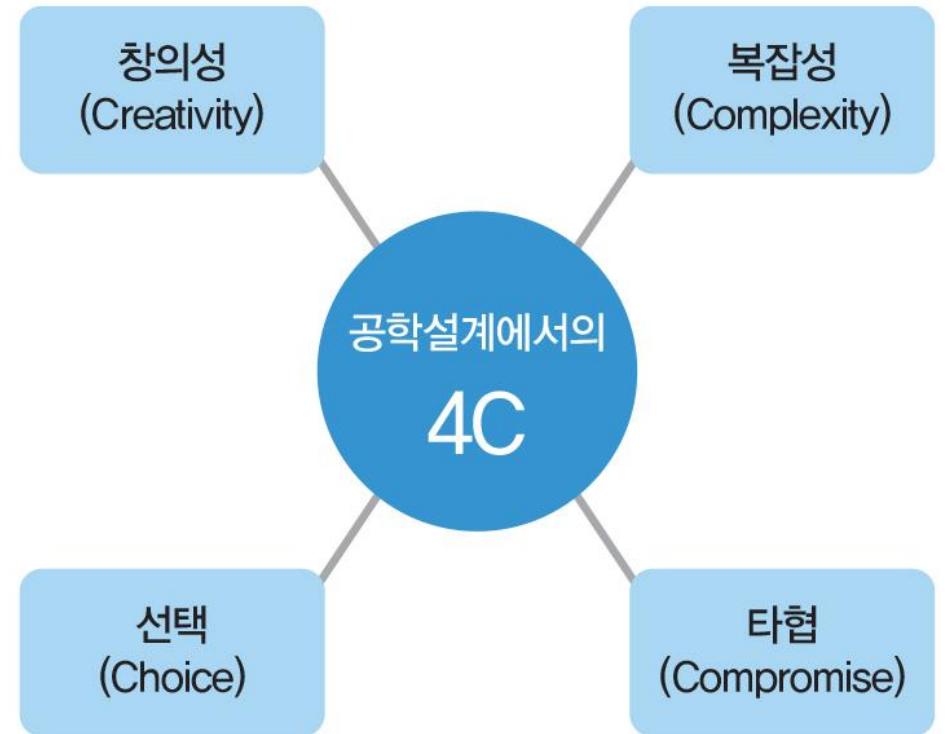 창의성
(Creativity)
복잡성
(Complexity)
공학설계에서의
4C
선택
(Choice)
타협
(Compromise)